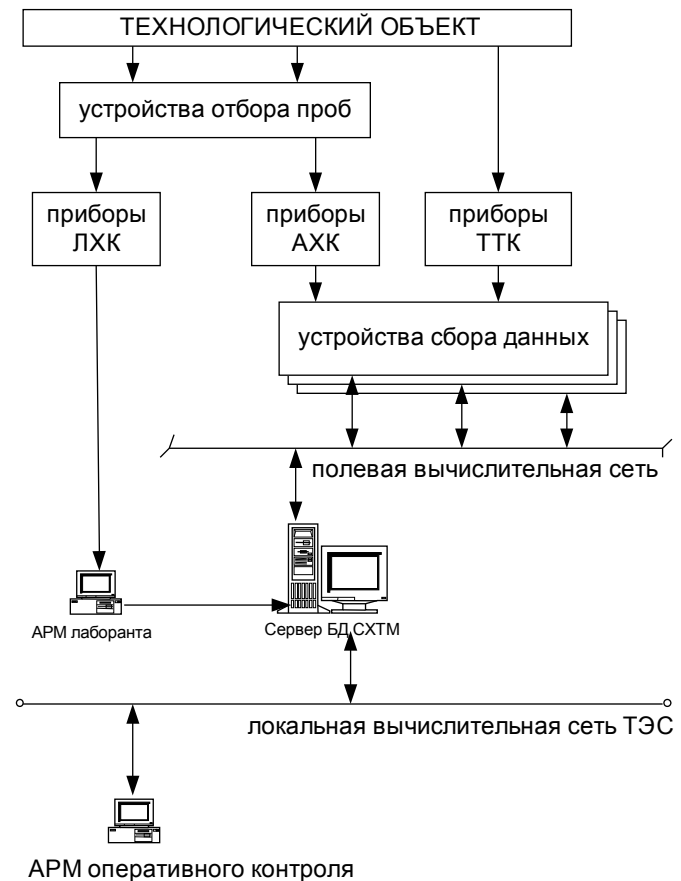 ТЕХНОЛОГИЧЕСКИЙ ОБЪЕКТ
устройства отбора проб
приборы
ЛХК
приборы
АХК
приборы
ТТК
устройства сбора данных
полевая вычислительная сеть
АРМ лаборанта
Сервер БД СХТМ
локальная вычислительная сеть ТЭС
АРМ оперативного контроля